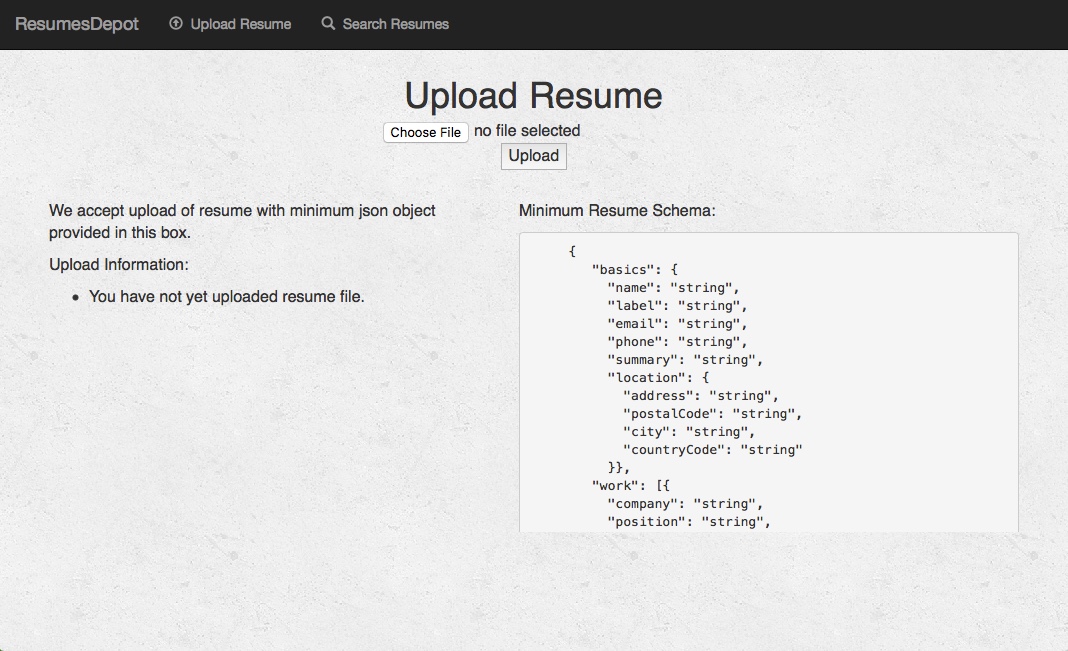 ResumesDepot Upload Resume Search Resumes
Upload Resume
Choose File no file selected
Upload
We accept upload of resume with minimum json object
provided in this box.
Upload Information:
• You have not yet uploaded resume file.
Minimum Resume Schema:
{
"basics": {
"name": "string",
"label": "string",
"email": "string",
"phone": "string",
"summary": "string",
"location": {
"address": "string",
"postalCode": "string",
"city": "string",
"countryCode": "string"
}},
"work": [{
"company": "string",
"position": "string",